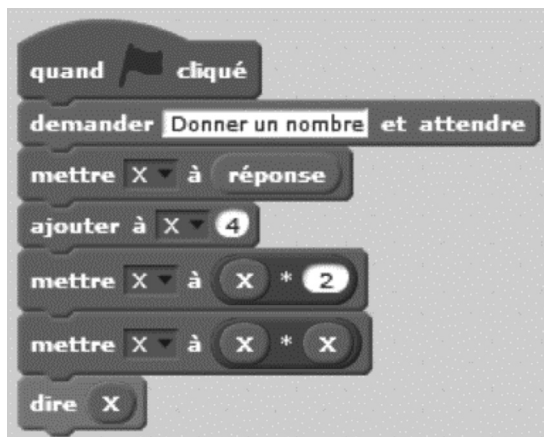 quand cliqué
demander Donner un nombre et attendre
mettre X à réponse
ajouter à X 4
mettre X à X * 2
mettre X à X * X
dire X